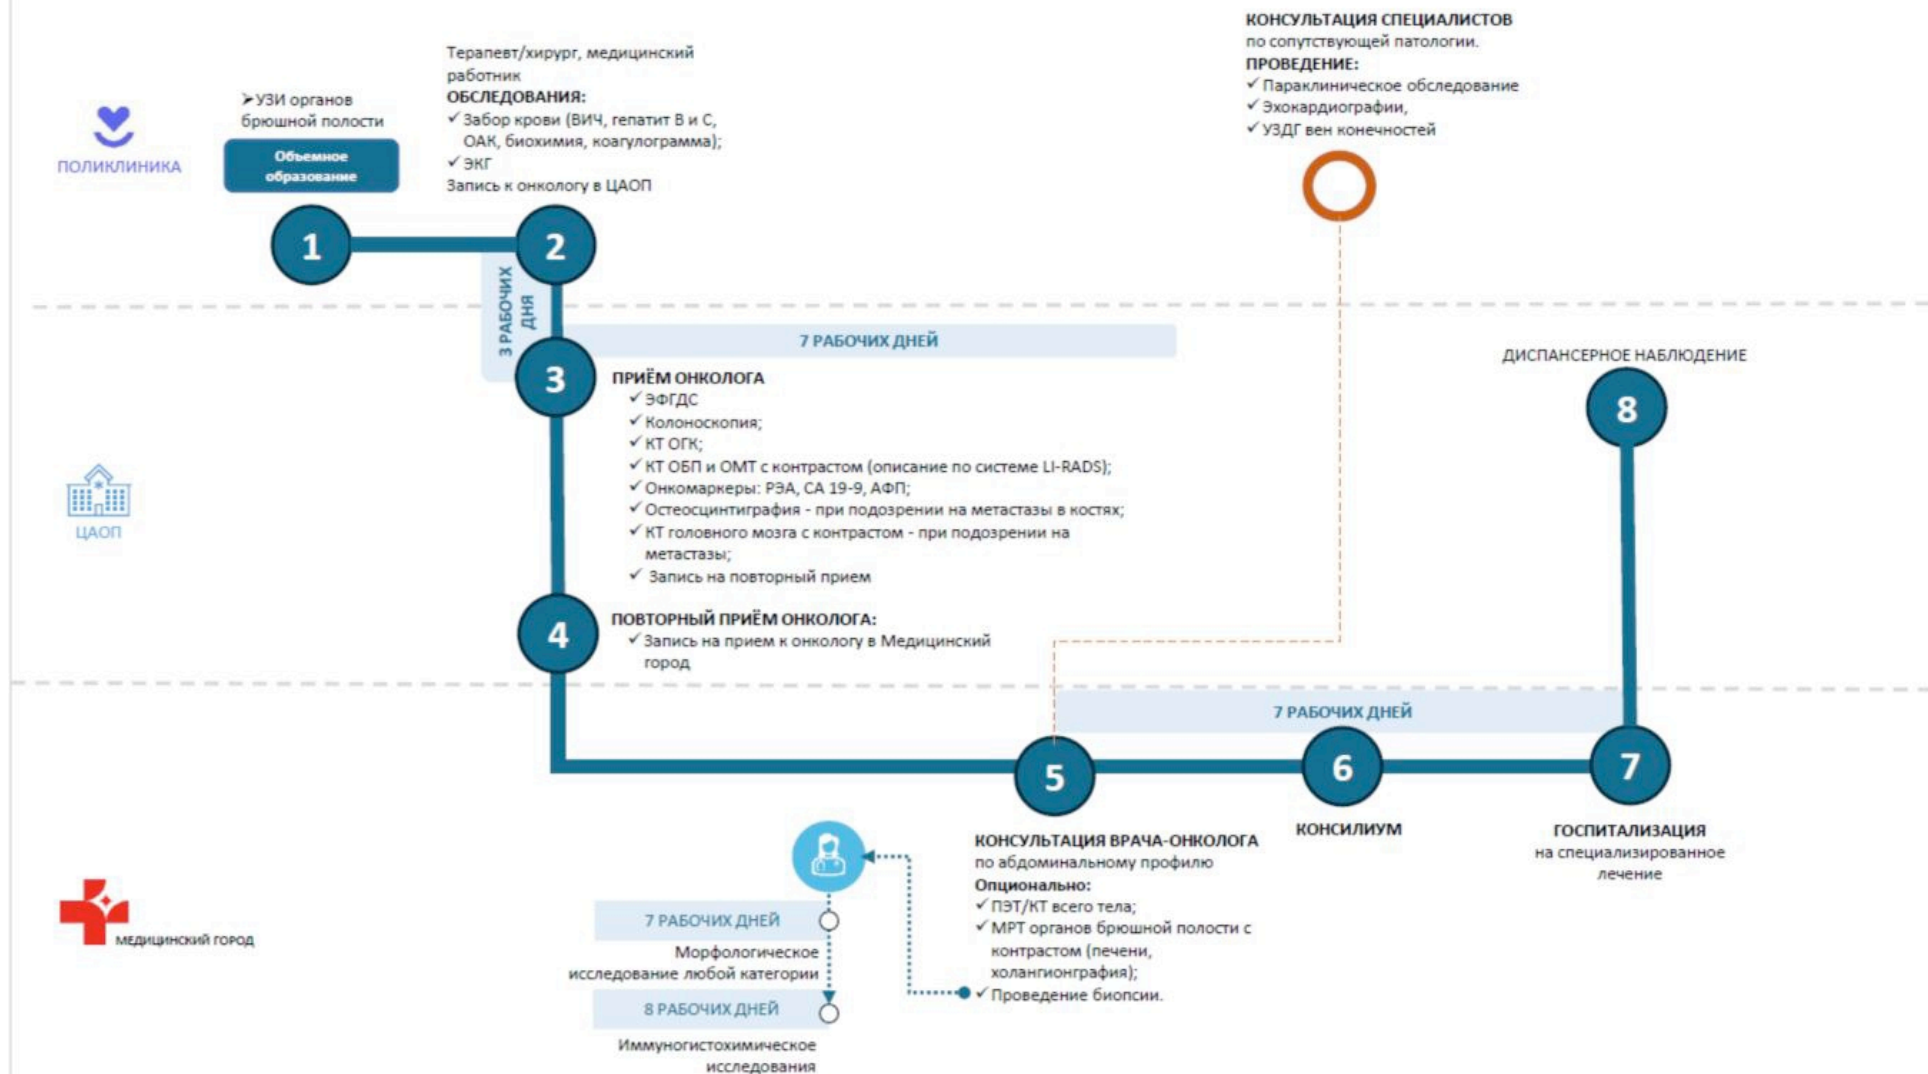 КОНСУЛЬТАЦИЯ СПЕЦИАЛИСТОВ
по сопутствующей патологии.
ПРОВЕДЕНИЕ:
✓ Параклиническое обследование
✓ Эхокардиографии,
✓ УЗДГ вен конечностей
Терапевт/хирург, медицинский
работник
ОБСЛЕДОВАНИЯ:
✓ Забор крови (ВИЧ, гепатит В и С,
ОАК, биохимия, коагулограмма);
✓ ЭКГ
Запись к онкологу в ЦАОП
➢ УЗИ органов
брюшной полости
Объемное
образование
ПОЛИКЛИНИКА
1
2
3 РАБОЧИХ
ДНЯ
7 РАБОЧИХ ДНЕЙ
3
ПРИЁМ ОНКОЛОГА
✓ ЭФГДС
✓ Колоноскопия;
✓ КТ ОГК;
✓ КТ ОБП и ОМТ с контрастом (описание по системе LI-RADS);
✓ Онкомаркеры: РЭА, СА 19-9, АФП;
✓ Остеосцинтиграфия - при подозрении на метастазы в костях;
✓ КТ головного мозга с контрастом - при подозрении на
метастазы;
✓ Запись на повторный прием
ДИСПАНСЕРНОЕ НАБЛЮДЕНИЕ
8
ЦАОП
4
ПОВТОРНЫЙ ПРИЁМ ОНКОЛОГА:
✓ Запись на прием к онкологу в Медицинский
город
7 РАБОЧИХ ДНЕЙ
5
6
7
КОНСУЛЬТАЦИЯ ВРАЧА-ОНКОЛОГА
по абдоминальному профилю
Опционально:
✓ ПЭТ/КТ всего тела;
✓ МРТ органов брюшной полости с
контрастом (печени,
холангионграфия);
✓ Проведение биопсии.
КОНСИЛИУМ
ГОСПИТАЛИЗАЦИЯ
на специализированное
лечение
МЕДИЦИНСКИЙ ГОРОД
7 РАБОЧИХ ДНЕЙ
Морфологическое
исследование любой категории
8 РАБОЧИХ ДНЕЙ
Иммуногистохимическое
исследования